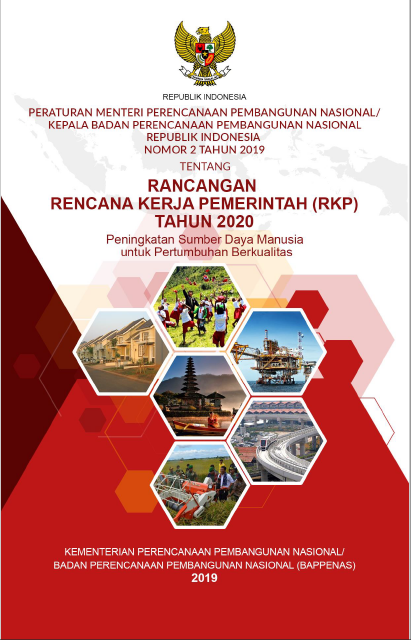 REPUBLIK INDONESIA
PERATURAN MENTERI PERENCANAAN PEMBANGUNAN NASIONAL/
KEPALA BADAN PERENCANAAN PEMBANGUNAN NASIONAL
REPUBLIK INDONESIA
NOMOR 2 TAHUN 2019
TENTANG
RANCANGAN
RENCANA KERJA PEMERINTAH (RKP)
TAHUN 2020
Peningkatan Sumber Daya Manusia
untuk Pertumbuhan Berkualitas
KEMENTERIAN PERENCANAAN PEMBANGUNAN NASIONAL/
BADAN PERENCANAAN PEMBANGUNAN NASIONAL (BAPPENAS)
2019